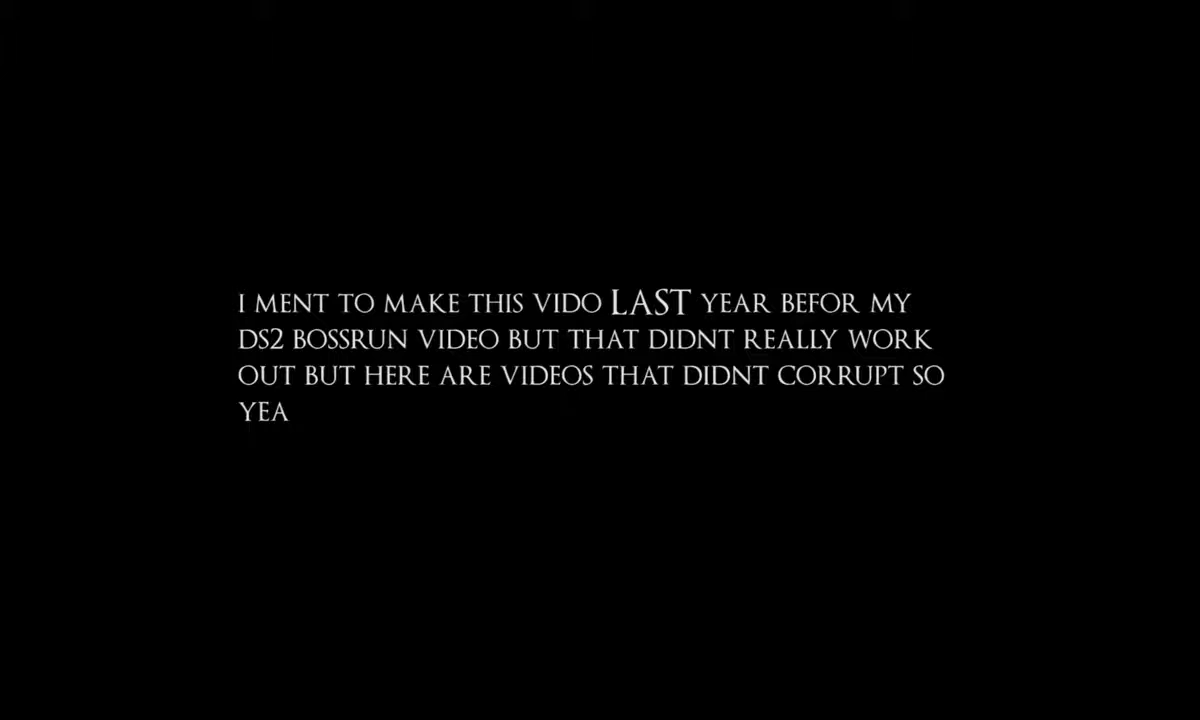 I MENT TO MAKE THIS VIDO LAST YEAR BEFOR MY
DS2 BOSSRUN VIDEO BUT THAT DIDNT REALLY WORK
OUT BUT HERE ARE VIDEOS THAT DIDNT CORRUPT SO
YEA